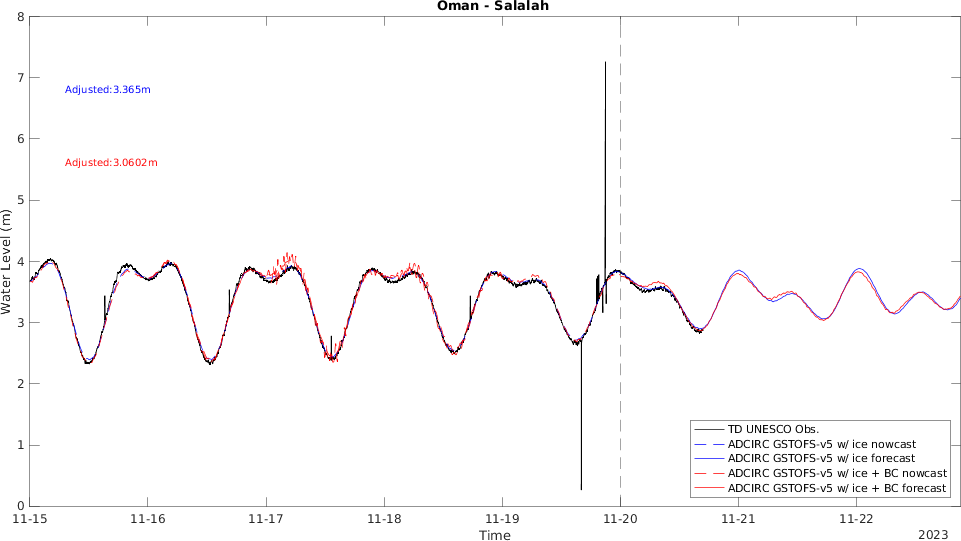 Oman - Salalah
8
7
6
5
4
3
2
1
0
Water Level (m)
Adjusted:3.365m
Adjusted:3.0602m
TD UNESCO Obs.
ADCIRC GSTOFS-v5 w/ ice nowcast
ADCIRC GSTOFS-v5 w/ ice forecast
ADCIRC GSTOFS-v5 w/ ice + BC nowcast
ADCIRC GSTOFS-v5 w/ ice + BC forecast
11-15 11-16 11-17 11-18 11-19 11-20 11-21 11-22
Time
2023